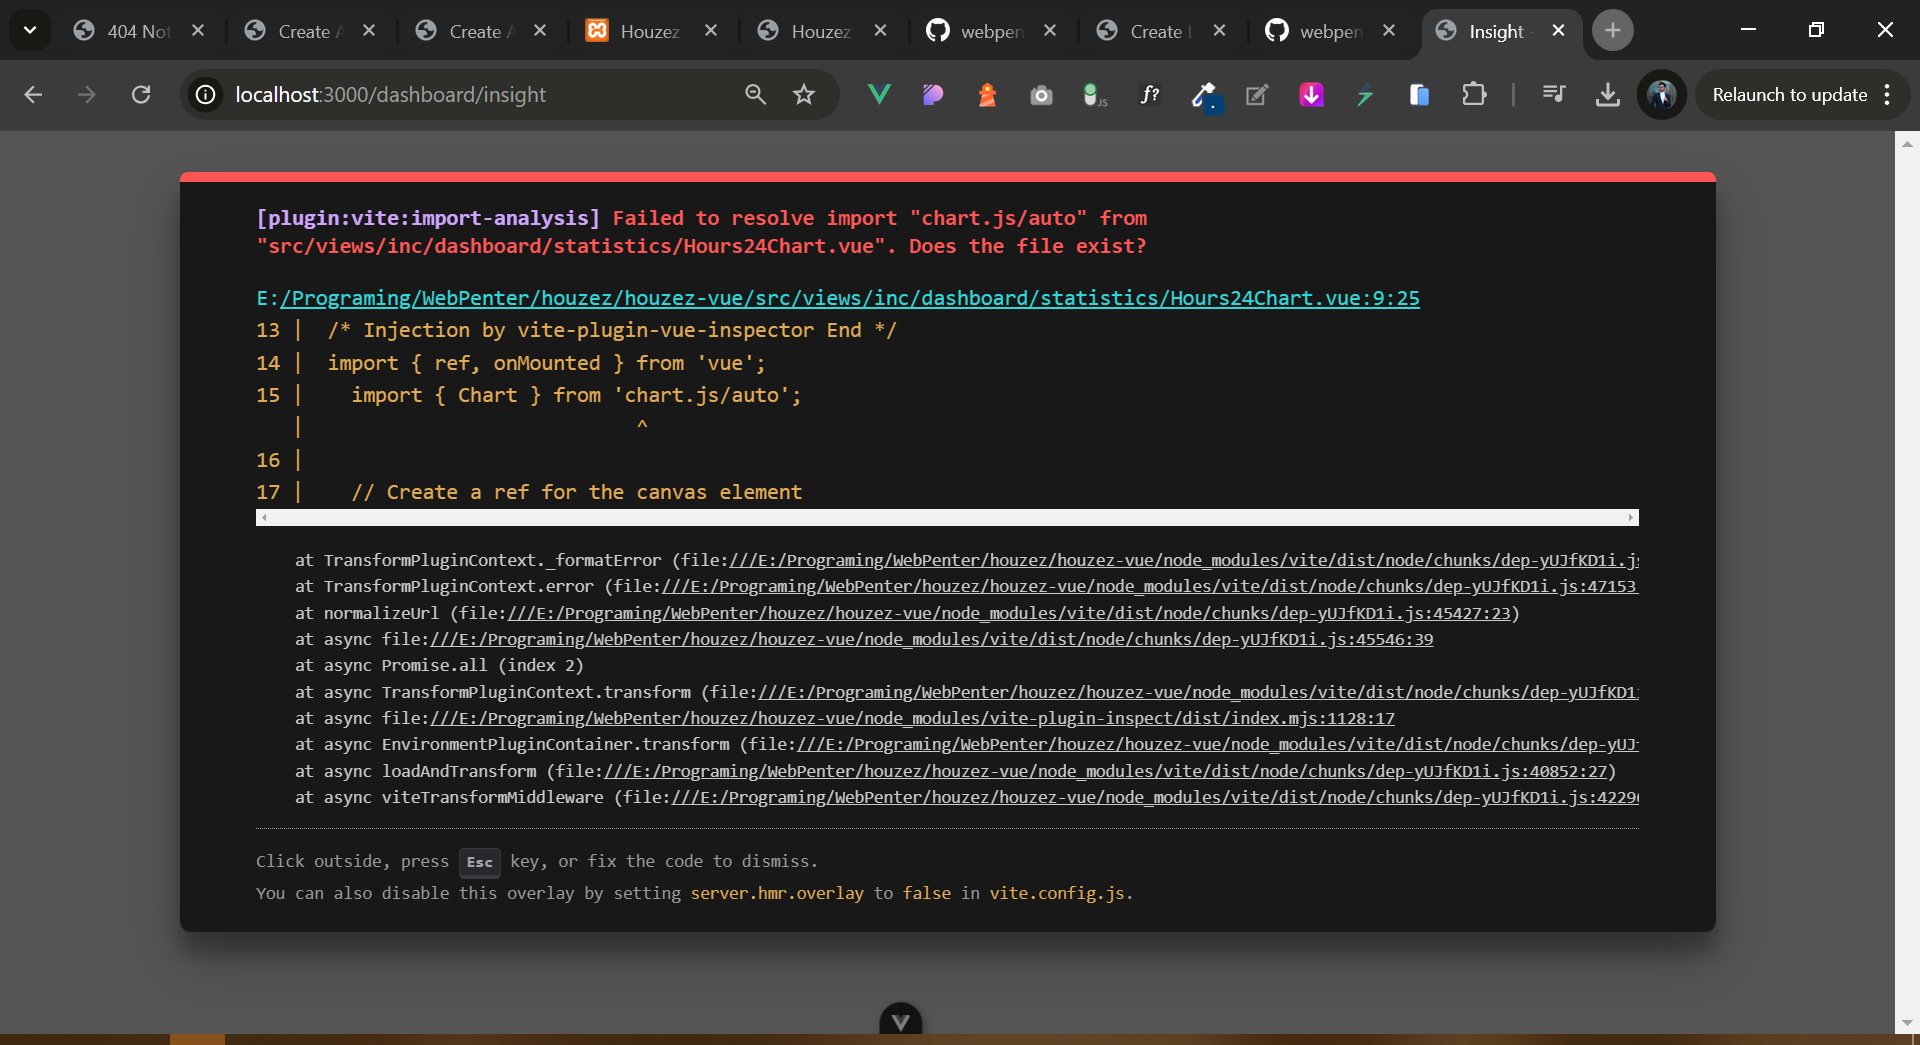 404 Not
Create A
Create A
Houzez
Houzez
webpen
Create L
webpen
Insight -
localhost:3000/dashboard/insight
JS
f?
Relaunch to update
[plugin:vite:import-analysis] Failed to resolve import "chart.js/auto" from
"src/views/inc/dashboard/statistics/Hours24Chart.vue". Does the file exist?
E:/Programing/WebPenter/houzez/houzez-vue/src/views/inc/dashboard/statistics/Hours24Chart.vue:9:25
13 | /* Injection by vite-plugin-vue-inspector End */
14 | import { ref, onMounted } from 'vue';
15 | import { Chart } from 'chart.js/auto';
| ^
16 |
17 | // Create a ref for the canvas element
at TransformPluginContext._formatError (file:///E:/Programing/WebPenter/houzez/houzez-vue/node_modules/vite/dist/node/chunks/dep-yUJfKD1i.js
at TransformPluginContext.error (file:///E:/Programing/WebPenter/houzez/houzez-vue/node_modules/vite/dist/node/chunks/dep-yUJfKD1i.js:47153
at normalizeUrl (file:///E:/Programing/WebPenter/houzez/houzez-vue/node_modules/vite/dist/node/chunks/dep-yUJfKD1i.js:45427:23)
at async file:///E:/Programing/WebPenter/houzez/houzez-vue/node_modules/vite/dist/node/chunks/dep-yUJfKD1i.js:45546:39
at async Promise.all (index 2)
at async TransformPluginContext.transform (file:///E:/Programing/WebPenter/houzez/houzez-vue/node_modules/vite/dist/node/chunks/dep-yUJfKD1i
at async file:///E:/Programing/WebPenter/houzez/houzez-vue/node_modules/vite-plugin-inspect/dist/index.mjs:1128:17
at async EnvironmentPluginContainer.transform (file:///E:/Programing/WebPenter/houzez/houzez-vue/node_modules/vite/dist/node/chunks/dep-yUJ
at async loadAndTransform (file:///E:/Programing/WebPenter/houzez/houzez-vue/node_modules/vite/dist/node/chunks/dep-yUJfKD1i.js:40852:27)
at async viteTransformMiddleware (file:///E:/Programing/WebPenter/houzez/houzez-vue/node_modules/vite/dist/node/chunks/dep-yUJfKD1i.js:4229
Click outside, press Esc key, or fix the code to dismiss.
You can also disable this overlay by setting server.hmr.overlay to false in vite.config.js.